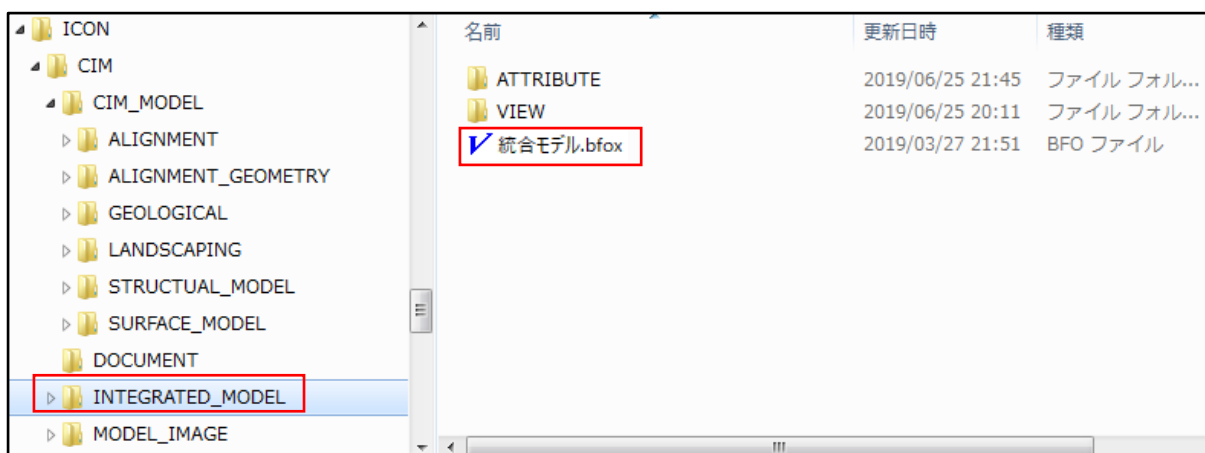 ICON
CIM
CIM_MODEL
ALIGNMENT
ALIGNMENT_GEOMETRY
GEOLOGICAL
LANDSCAPING
STRUCTUAL_MODEL
SURFACE_MODEL
DOCUMENT
INTEGRATED_MODEL
MODEL_IMAGE
名前 更新日時 種類
ATTRIBUTE 2019/06/25 21:45 ファイル フォル...
VIEW 2019/06/25 20:11 ファイル フォル...
統合モデル.bfox 2019/03/27 21:51 BFO ファイル